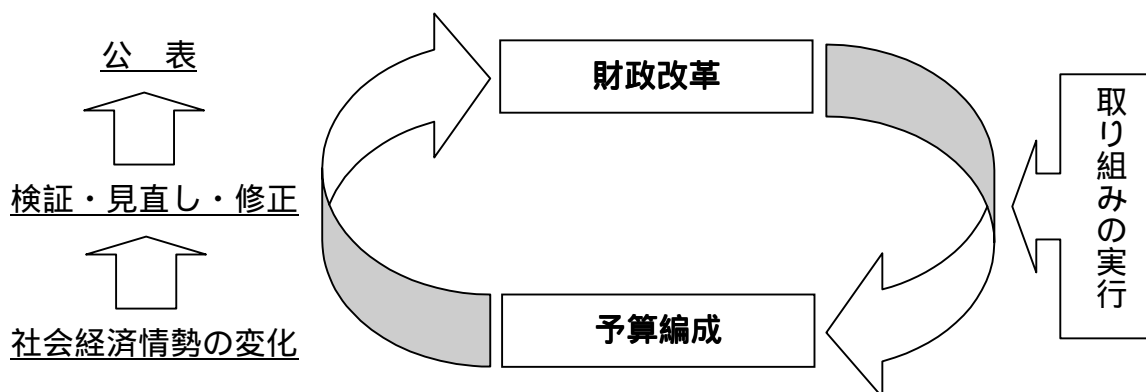 公　表
検証・見直し・修正
社会経済情勢の変化
財政改革
予算編成
取り組みの実行